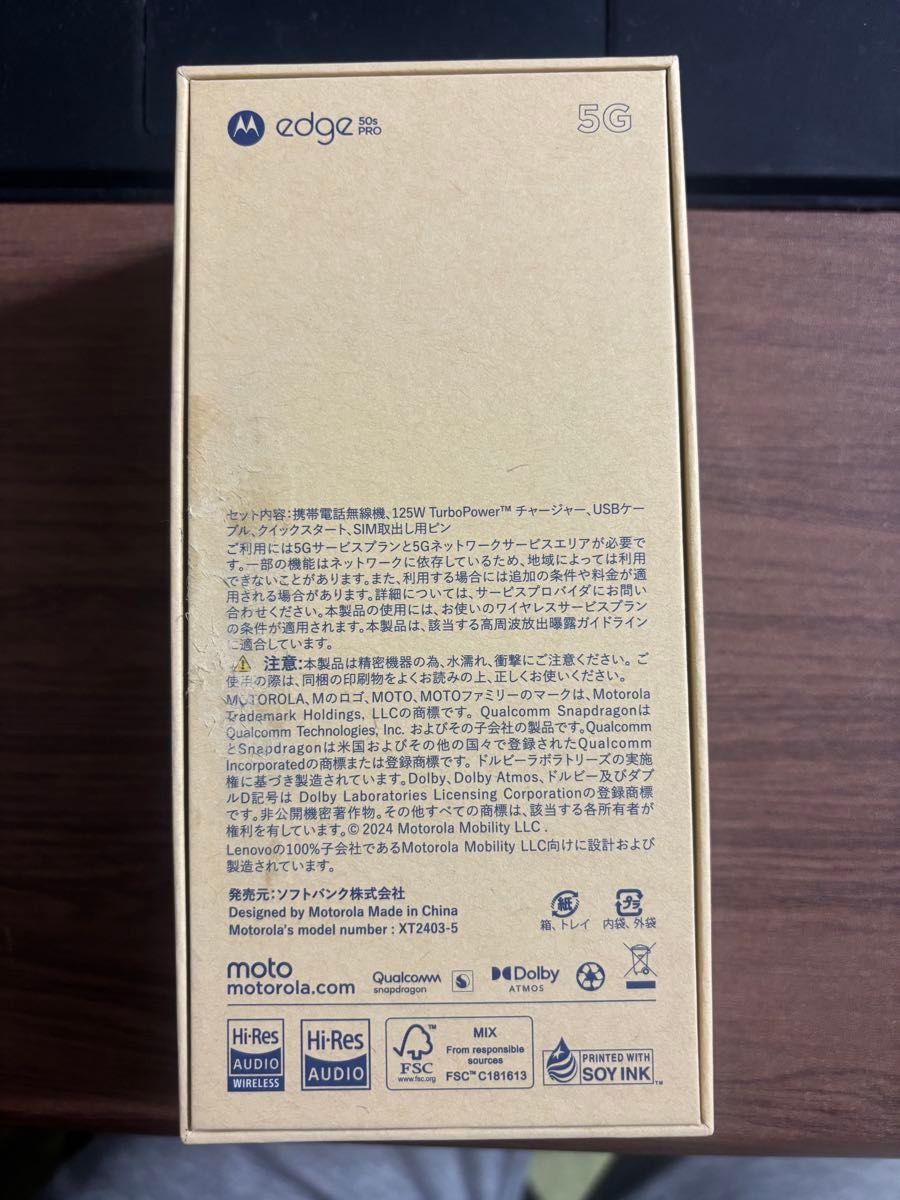 edge 50s PRO
5G
セット内容:携帯電話無線機、125W TurboPower™ チャージャー、USBケー
ブル、クイックスタート、SIM取出し用ピン
ご利用には5Gサービスプランと5Gネットワークサービスエリアが必要で
す。一部の機能はネットワークに依存しているため、地域によっては利用
できないことがあります。また、利用する場合には追加の条件や料金が適
用される場合があります。詳細については、サービスプロバイダにお問い
合わせください。本製品の使用には、お使いのワイヤレスサービスプラン
の条件が適用されます。本製品は、該当する高周波放出曝露ガイドライン
に適合しています。
注意:本製品は精密機器の為、水濡れ、衝撃にご注意ください。ご
使用の際は、同梱の印刷物をよくお読みの上、正しくお使いください。
MOTOROLA、Mのロゴ、MOTO、MOTOファミリーのマークは、Motorola
Trademark Holdings, LLCの商標です。 Qualcomm Snapdragonは
Qualcomm Technologies, Inc. およびその子会社の製品です。Qualcomm
とSnapdragonは米国およびその他の国々で登録されたQualcomm
Incorporatedの商標または登録商標です。ドルビーラボラトリーズの実施
権に基づき製造されています。Dolby、Dolby Atmos、ドルビー及びダブ
ルD記号は Dolby Laboratories Licensing Corporationの登録商標
です。非公開機密著作物。その他すべての商標は、該当する各所有者が
権利を有しています。© 2024 Motorola Mobility LLC .
Lenovoの100%子会社であるMotorola Mobility LLC向けに設計および
製造されています。
発売元:ソフトバンク株式会社
Designed by Motorola Made in China
Motorola's model number : XT2403-5
紙
箱、トレイ
プラ
内袋、外袋
moto
motorola.com
Qualcomm
snapdragon
Dolby
ATMOS
Hi-Res
AUDIO
WIRELESS
Hi-Res
AUDIO
FSC™
www.fsc.org
MIX
From responsible
sources
FSC™ C181613
PRINTED WITH
SOY INK™